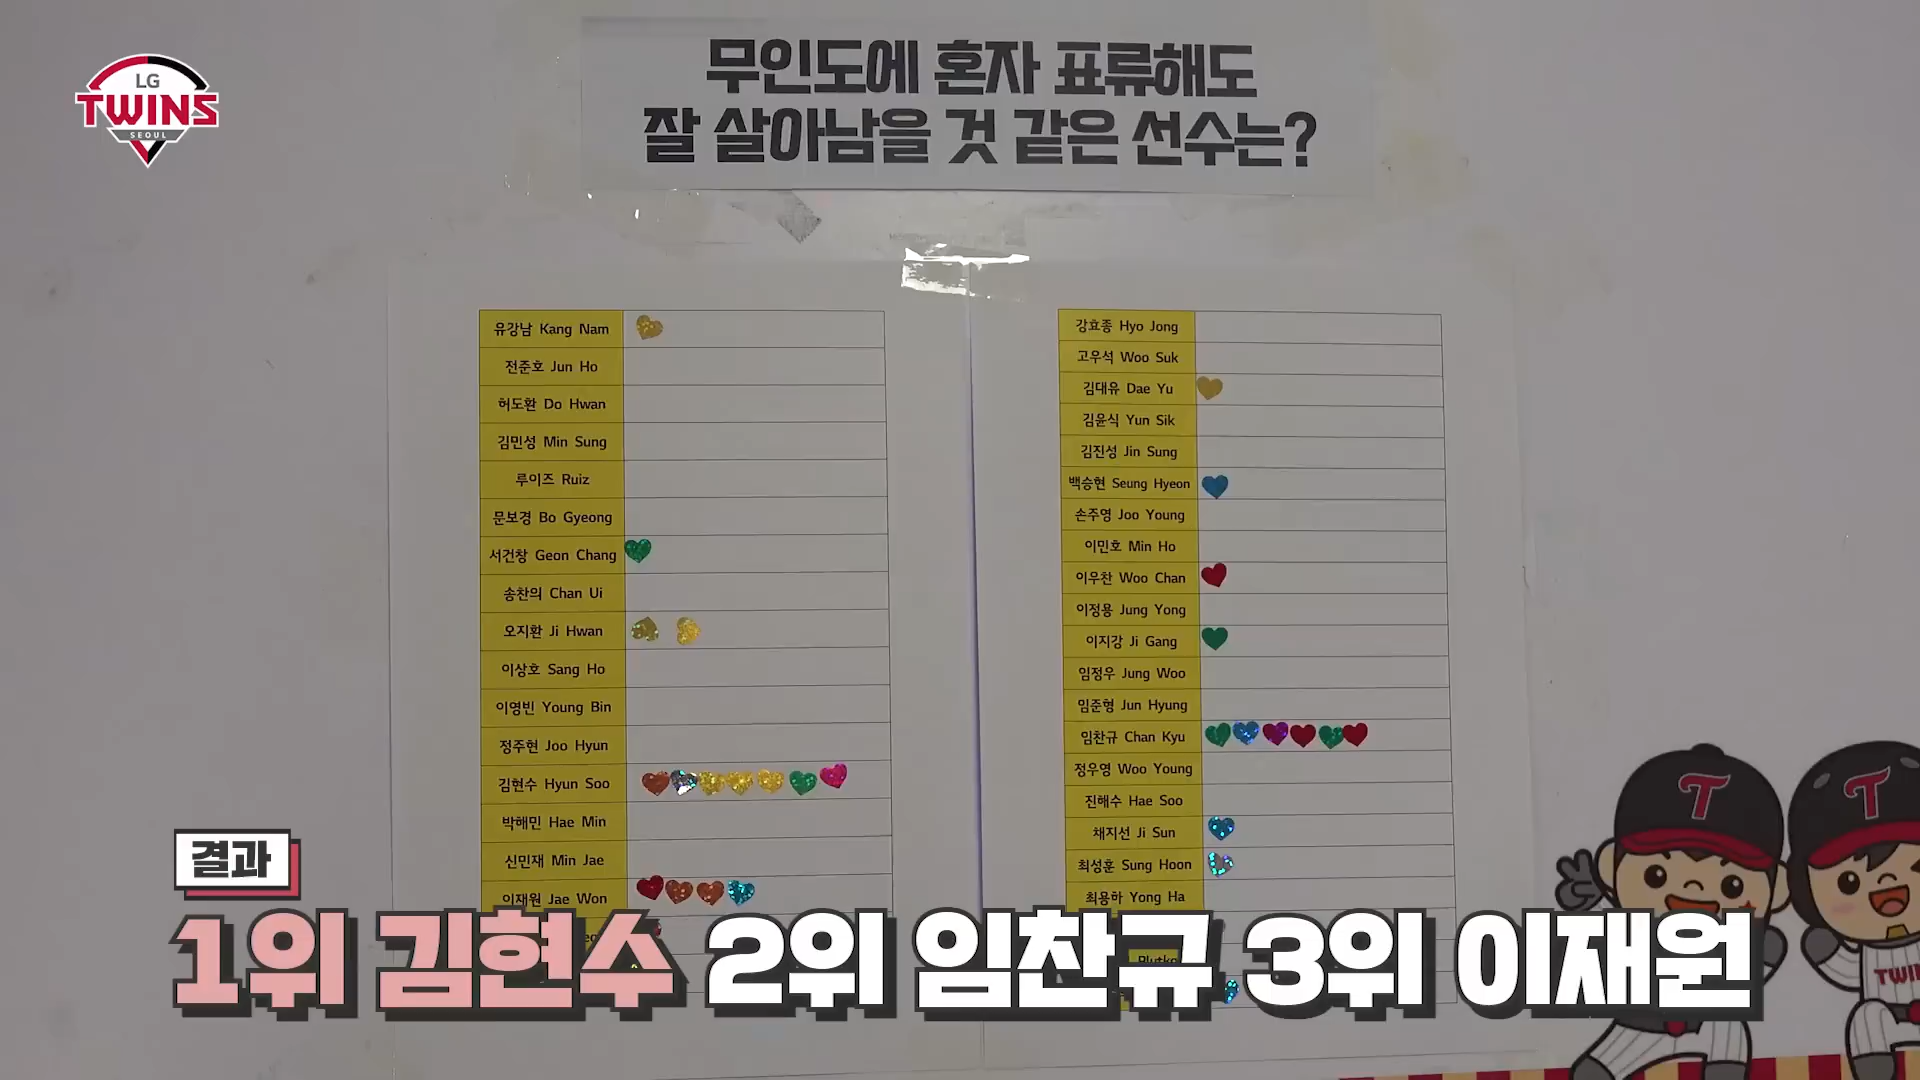 LG
TWINS
SEOUL
무인도에 혼자 표류해도
잘 살아남을 것 같은 선수는?
유강남 Kang Nam
전준호 Jun Ho
허도환 Do Hwan
김민성 Min Sung
루이즈 Ruiz
문보경 Bo Gyeong
서건창 Geon Chang
송찬의 Chan Ui
오지환 Ji Hwan
이상호 Sang Ho
이영빈 Young Bin
정주현 Joo Hyun
김현수 Hyun Soo
박해민 Hae Min
신민재 Min Jae
이재원 Jae Won
강효종 Hyo Jong
고우석 Woo Suk
김대유 Dae Yu
김윤식 Yun Sik
김진성 Jin Sung
백승현 Seung Hyeon
손주영 Joo Young
이민호 Min Ho
이우찬 Woo Chan
이정용 Jung Yong
이지강 Ji Gang
임정우 Jung Woo
임준형 Jun Hyung
임찬규 Chan Kyu
정우영 Woo Young
진해수 Hae Soo
채지선 Ji Sun
최성훈 Sung Hoon
최용하 Yong Ha
결과
1위 김현수 2위 임찬규 3위 이재원
T
T